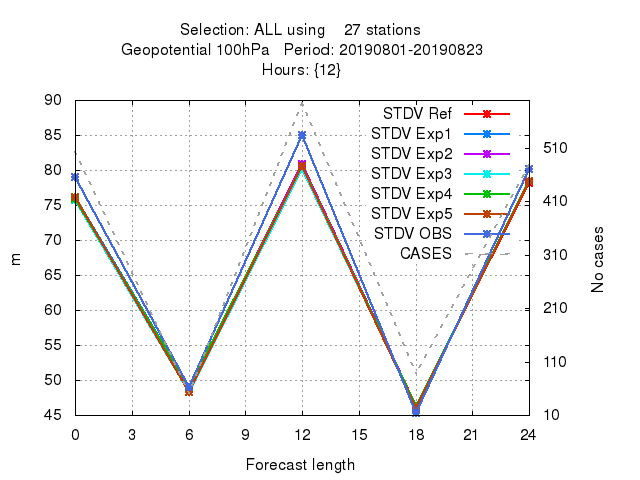 Selection: ALL using    27 stations
Geopotential 100hPa   Period: 20190801-20190823
Hours: {12}
90
85
80
75
70
65
60
55
50
45
m
STDV Ref
STDV Exp1
STDV Exp2
STDV Exp3
STDV Exp4
STDV Exp5
STDV OBS
CASES
510
410
310
210
110
10
No cases
0 3 6 9 12 15 18 21 24
Forecast length